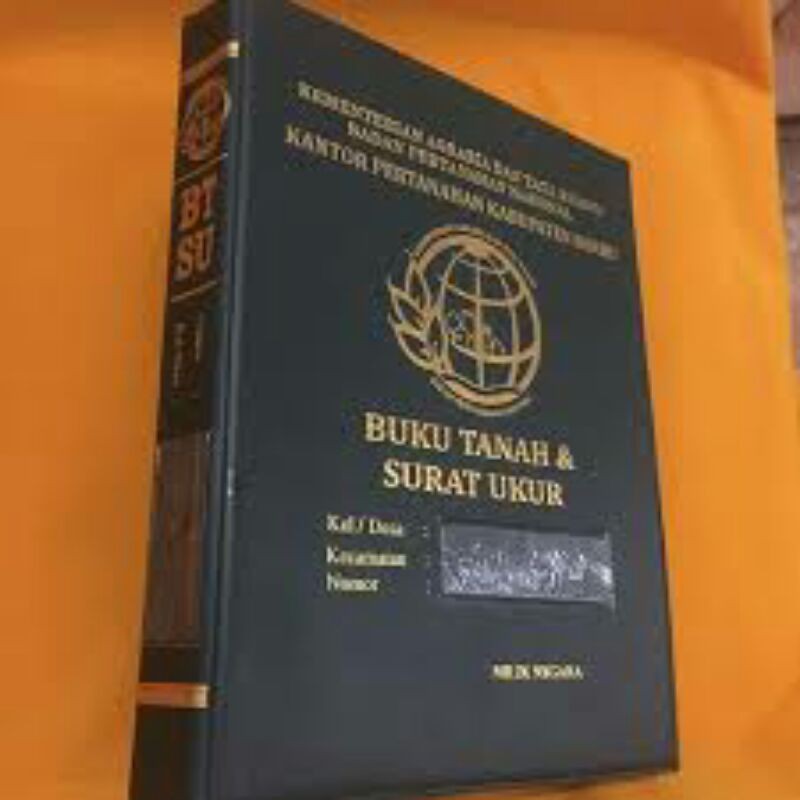 KEMENTERIAN AGRARIA DAN TATA RUANG
BADAN PERTANAHAN NASIONAL
KANTOR PERTANAHAN KABUPATEN
BUKU TANAH &
SURAT UKUR
Kel / Desa :
Kecamatan :
Nomor :
MILIK NEGARA
BT
SU